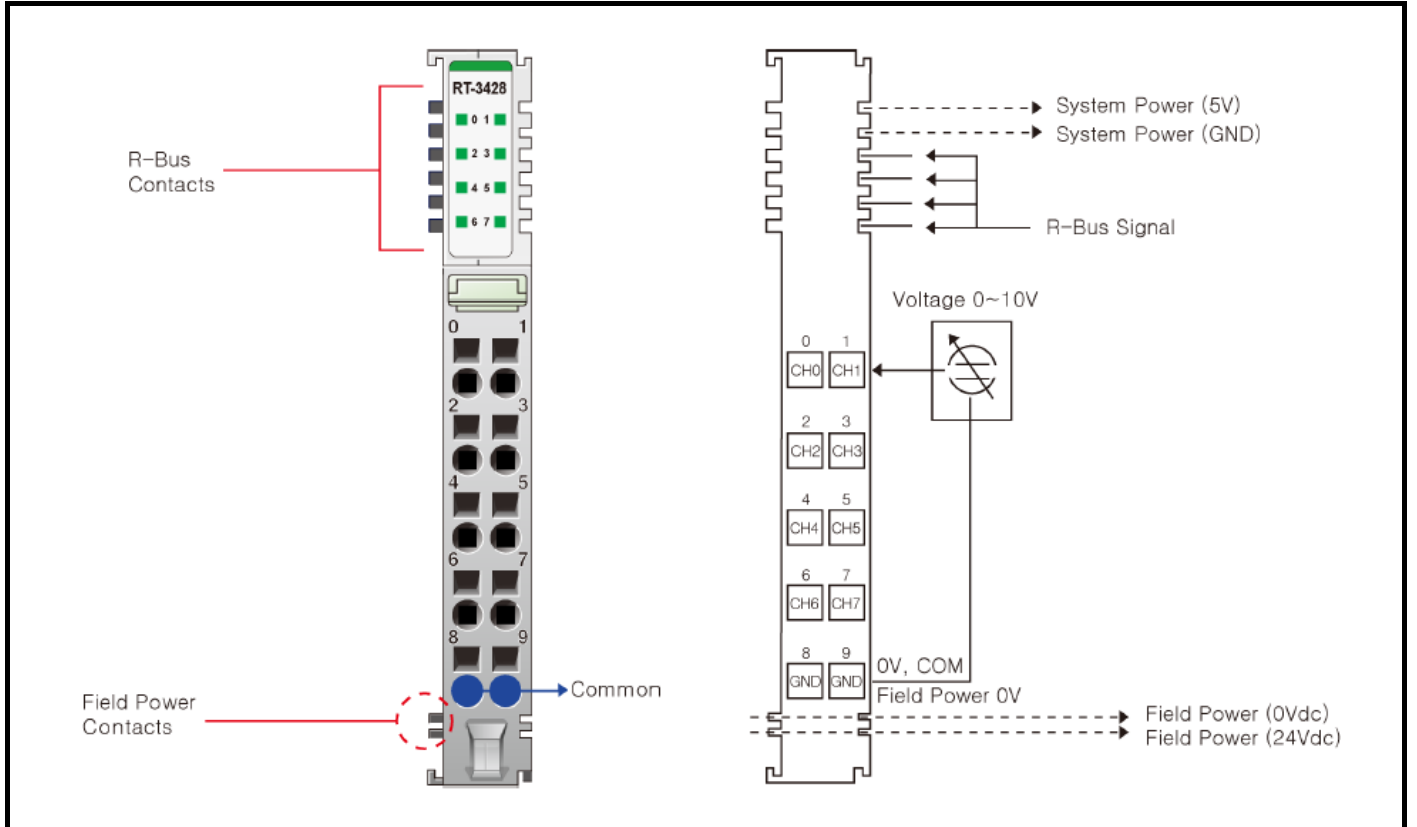 RT-3428
0 1
2 3
4 5
6 7
R-Bus
Contacts
0 1
2 3
4 5
6 7
8 9
Common
Field Power
Contacts
System Power (5V)
System Power (GND)
R-Bus Signal
Voltage 0~10V
0 1
CH0 CH1
2 3
CH2 CH3
4 5
CH4 CH5
6 7
CH6 CH7
8 9
GND GND
0V, COM
Field Power 0V
Field Power (0Vdc)
Field Power (24Vdc)